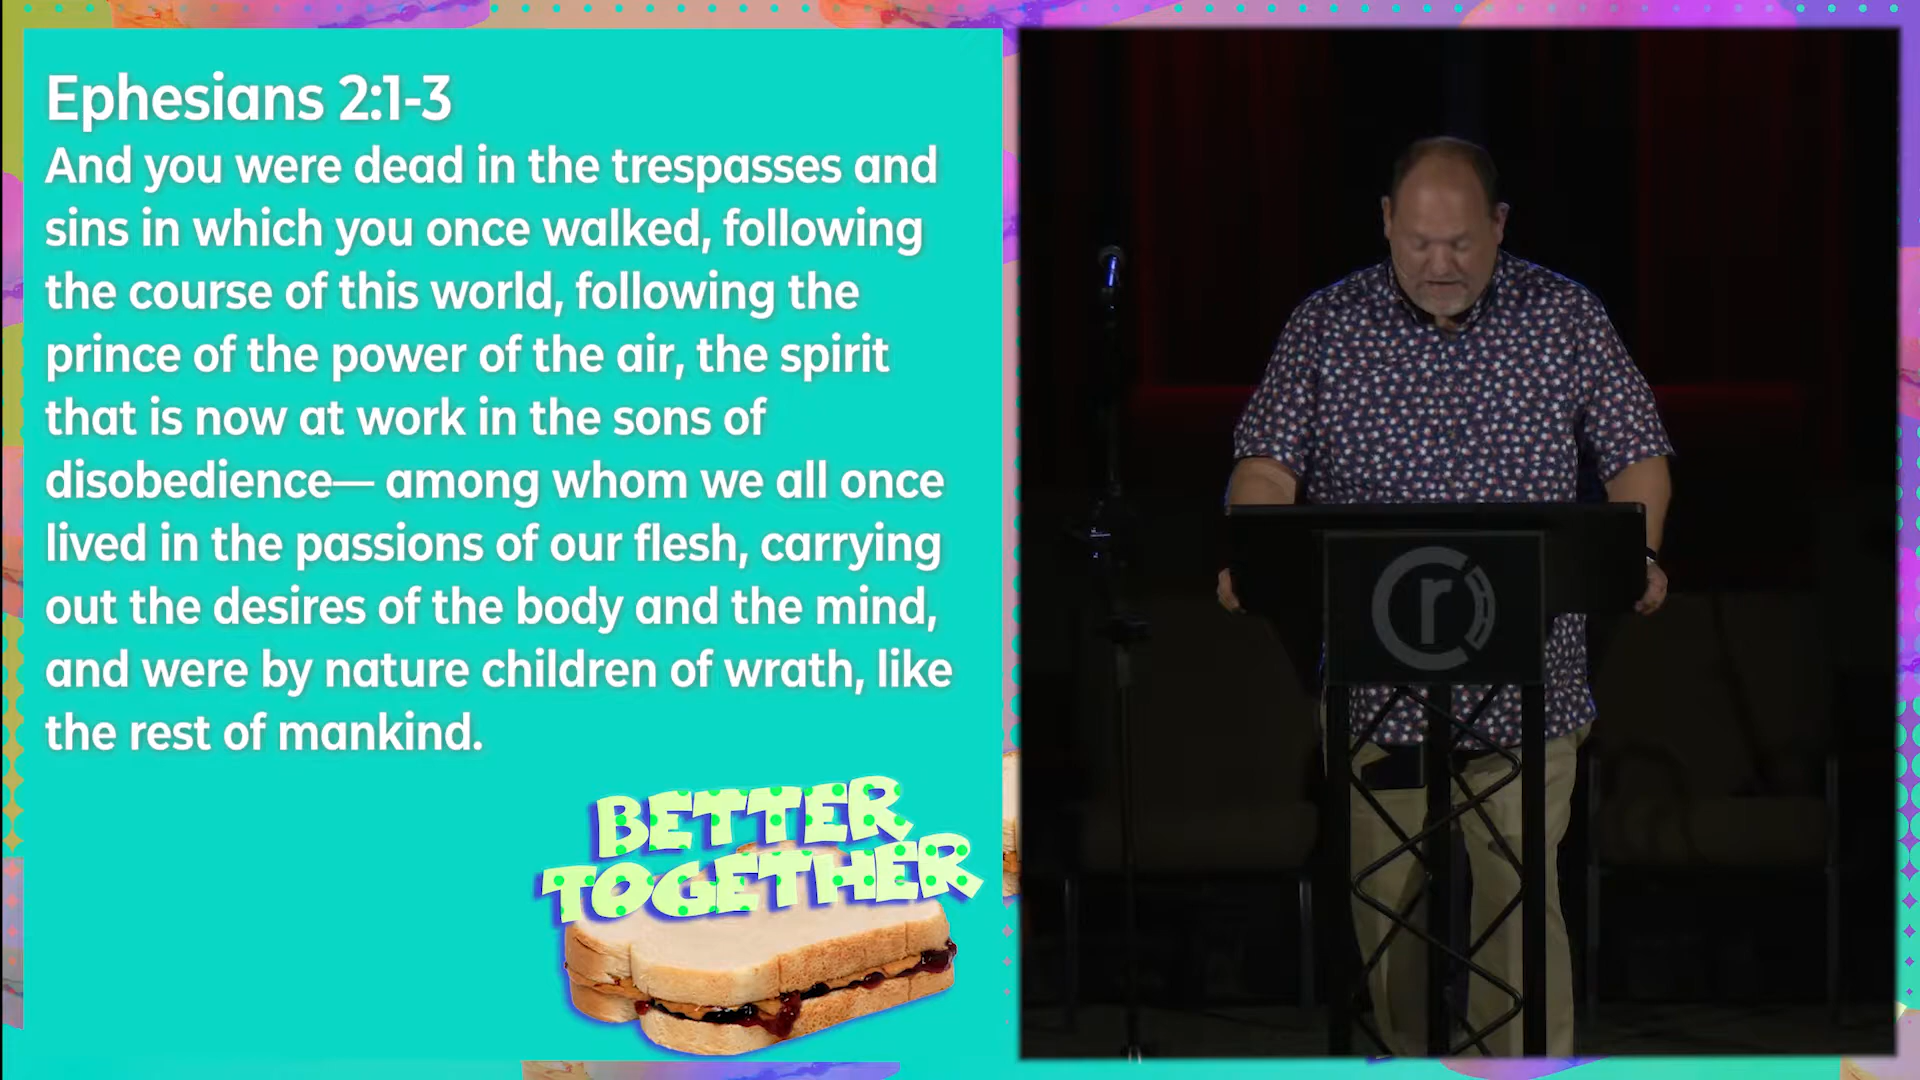 Ephesians 2:1-3
And you were dead in the trespasses and
sins in which you once walked, following
the course of this world, following the
prince of the power of the air, the spirit
that is now at work in the sons of
disobedience— among whom we all once
lived in the passions of our flesh, carrying
out the desires of the body and the mind,
and were by nature children of wrath, like
the rest of mankind.
BETTER
TOGETHER
r